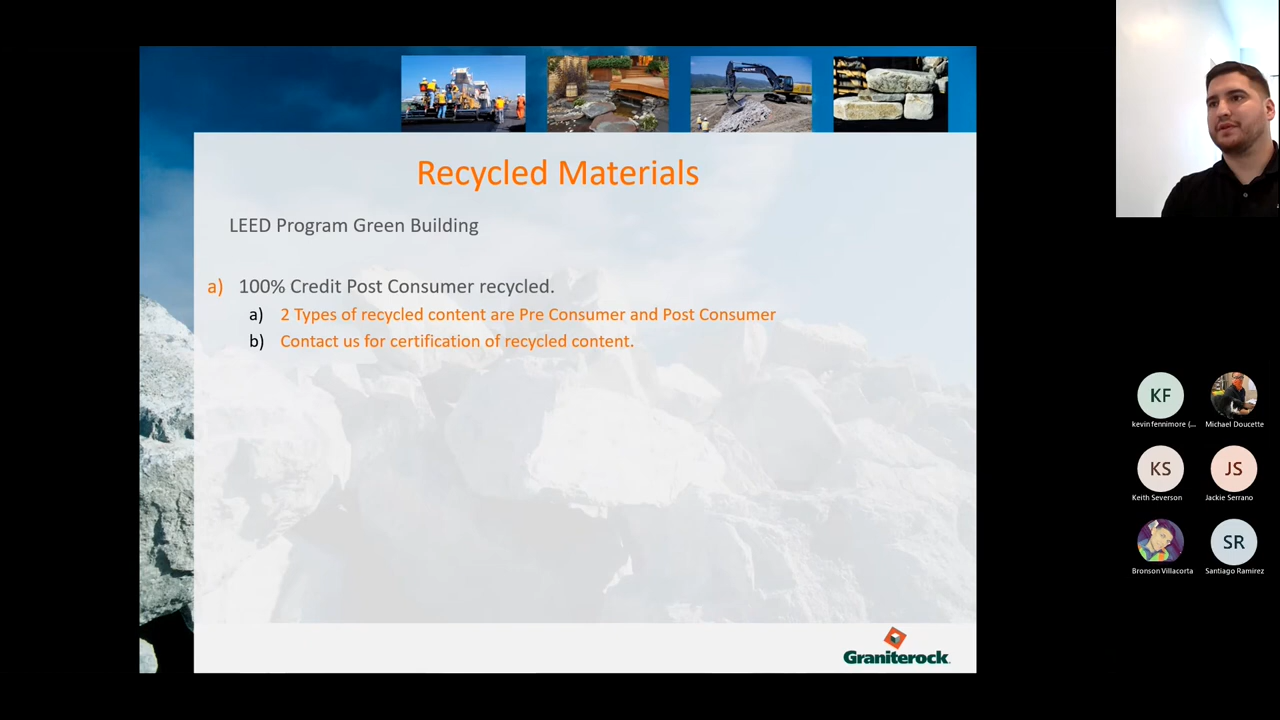 Recycled Materials
LEED Program Green Building
a) 100% Credit Post Consumer recycled.
a) 2 Types of recycled content are Pre Consumer and Post Consumer
b) Contact us for certification of recycled content.
Graniterock
KF
kevin fennimore (...
Michael Doucette
KS
Keith Severson
JS
Jackie Serrano
Bronson Villacorta
SR
Santiago Ramirez